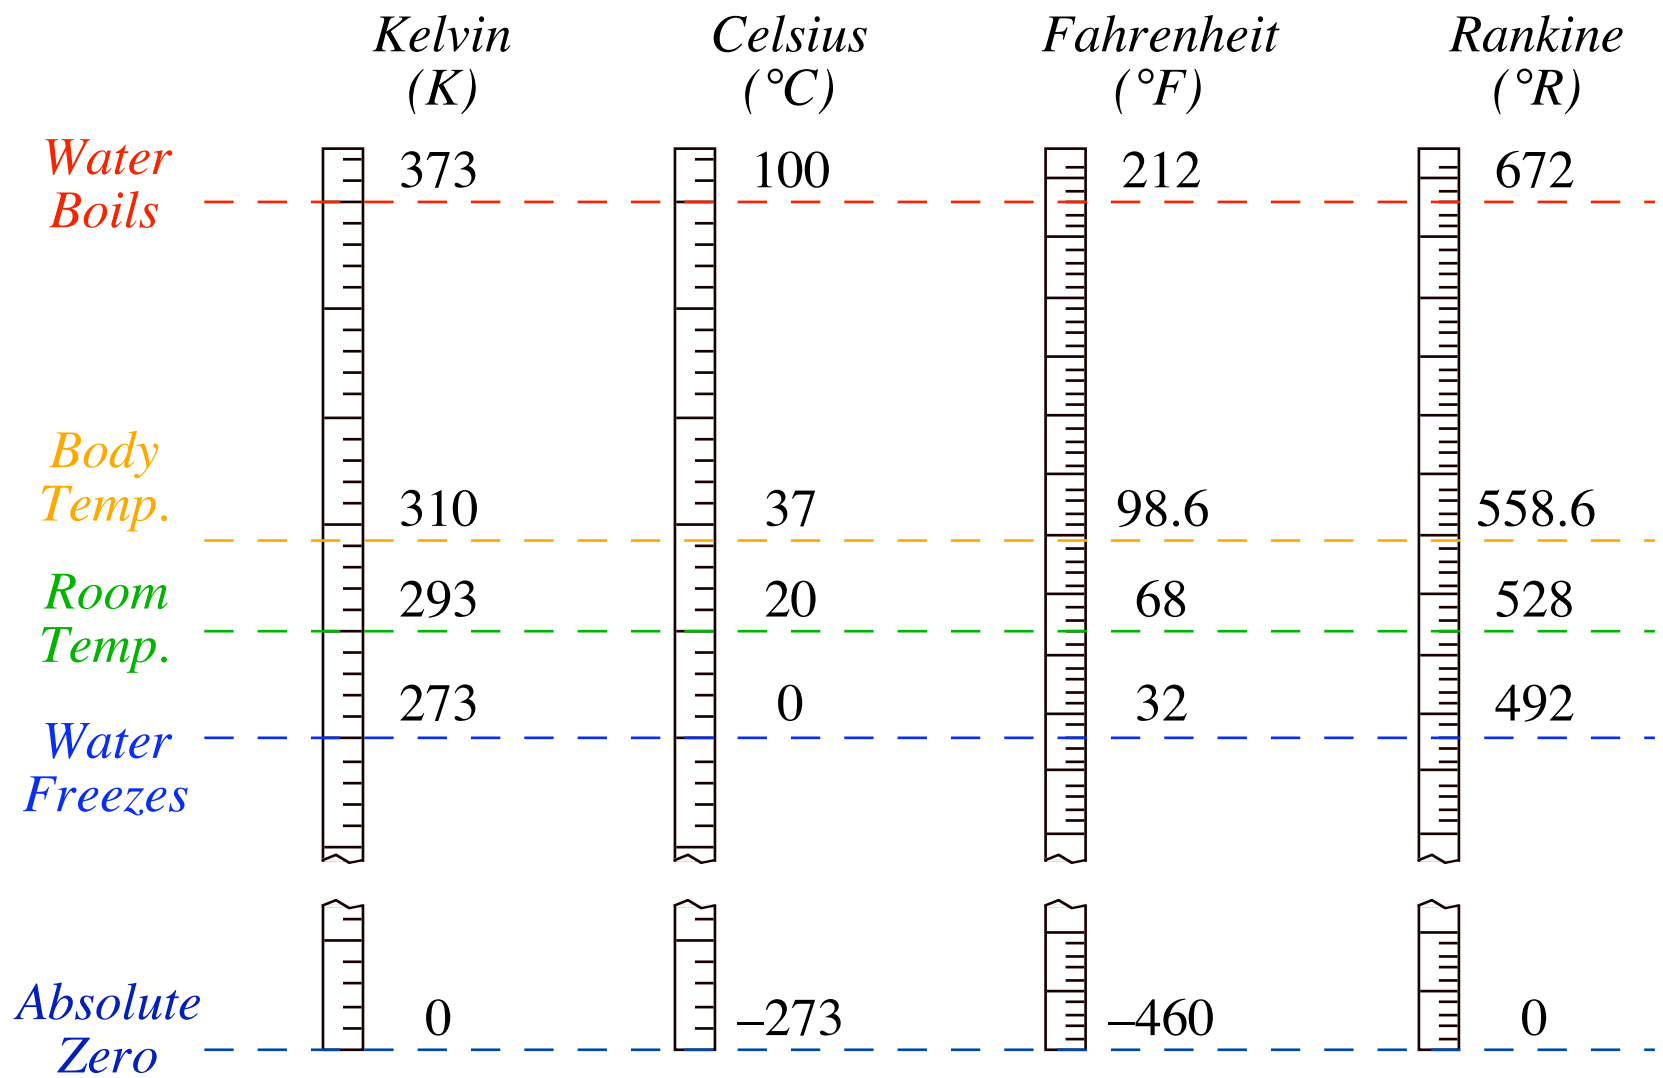 Kelvin Celsius Fahrenheit Rankine
(K) (°C) (°F) (°R)
Water
Boils
373 100 212 672
Body
Temp.
310 37 98.6 558.6
Room
Temp.
293 20 68 528
Water
Freezes
273 0 32 492
Absolute
Zero
0 –273 –460 0